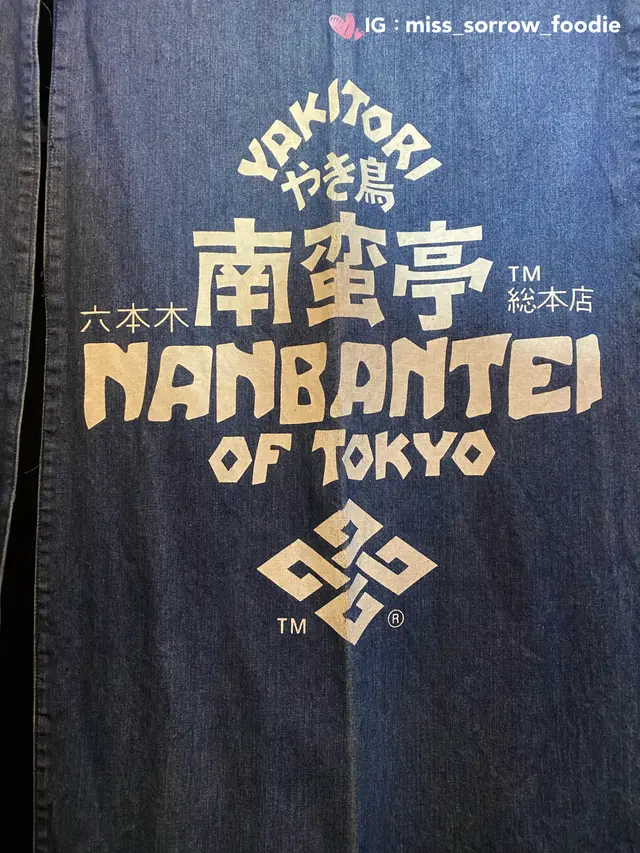 IG : miss_sorrow_foodie
YAKITORI
やき鳥
南蛮亭
TM
六本木
総本店
NANBANTEI
OF TOKYO
TM
®